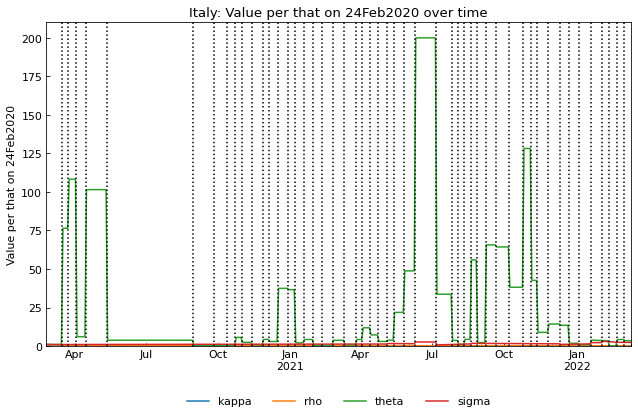 Italy: Value per that on 24Feb2020 over time
Value per that on 24Feb2020
200
175
150
125
100
75
50
25
0
Apr Jul Oct Jan Apr Jul Oct Jan
2021 2022
kappa rho theta sigma